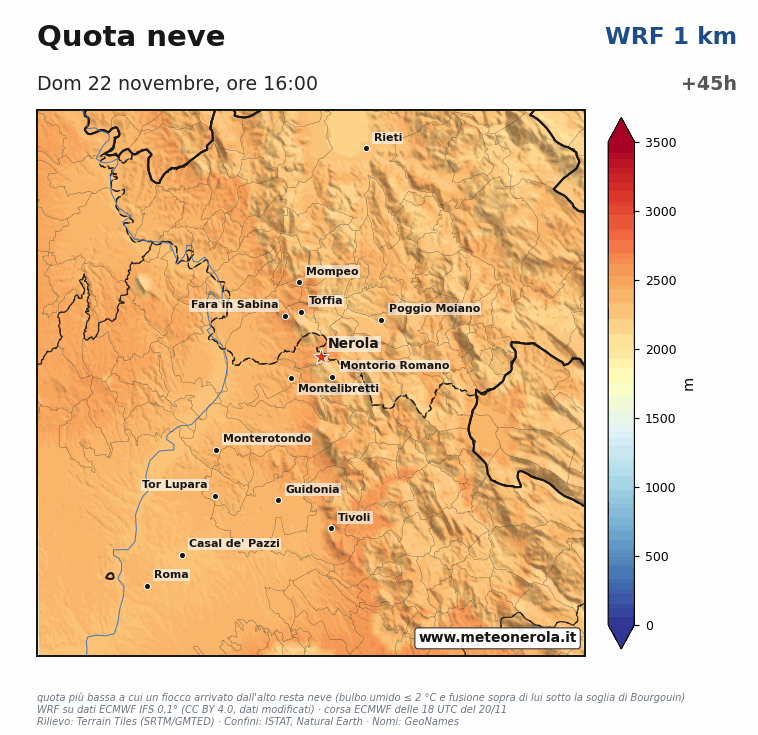 Quota neve
WRF 1 km
Dom 22 novembre, ore 16:00
+45h
Rieti
Mompeo
Toffia
Fara in Sabina
Poggio Moiano
Nerola
Montorio Romano
Montelibretti
Monterotondo
Tor Lupara
Guidonia
Tivoli
Casal de' Pazzi
Roma
www.meteonerola.it
3500
3000
2500
2000
1500
1000
500
0
m
quota più bassa a cui un fiocco arrivato dall'alto resta neve (bulbo umido ≤ 2 °C e fusione sopra di lui sotto la soglia di Bourgouin)
WRF su dati ECMWF IFS 0,1° (CC BY 4.0, dati modificati) · corsa ECMWF delle 18 UTC del 20/11
Rilievo: Terrain Tiles (SRTM/GMTED) · Confini: ISTAT, Natural Earth · Nomi: GeoNames